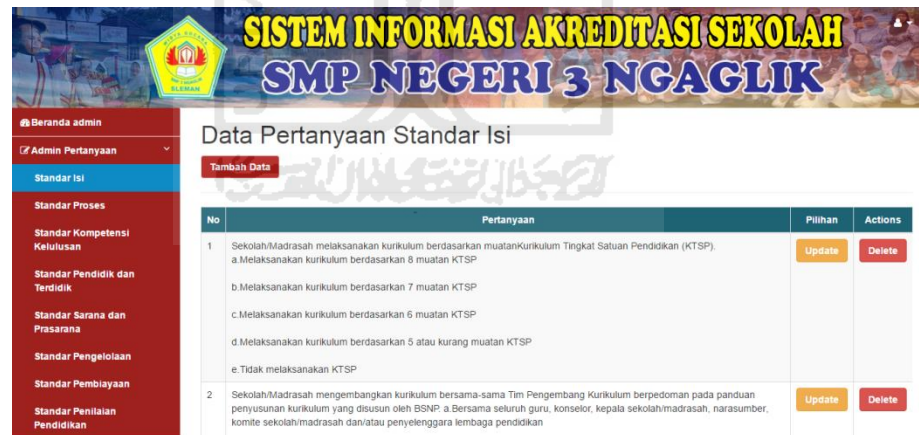 SISTEM INFORMASI AKREDITASI SEKOLAH
SMP NEGERI 3 NGAGLIK
SLEMAN
Beranda admin
Admin Pertanyaan
Standar Isi
Standar Proses
Standar Kompetensi
Kelulusan
Standar Pendidik dan
Terdidik
Standar Sarana dan
Prasarana
Standar Pengelolaan
Standar Pembiayaan
Standar Penilaian
Pendidikan
Data Pertanyaan Standar Isi
Tambah Data
No Pertanyaan Pilihan Actions
1 Sekolah/Madrasah melaksanakan kurikulum berdasarkan muatanKurikulum Tingkat Satuan Pendidikan (KTSP). Update Delete
a.Melaksanakan kurikulum berdasarkan 8 muatan KTSP
b.Melaksanakan kurikulum berdasarkan 7 muatan KTSP
c.Melaksanakan kurikulum berdasarkan 6 muatan KTSP
d.Melaksanakan kurikulum berdasarkan 5 atau kurang muatan KTSP
e.Tidak melaksanakan KTSP
2 Sekolah/Madrasah mengembangkan kurikulum bersama-sama Tim Pengembang Kurikulum berpedoman pada panduan Update Delete
penyusunan kurikulum yang disusun oleh BSNP. a.Bersama seluruh guru, konselor, kepala sekolah/madrasah, narasumber,
komite sekolah/madrasah dan/atau penyelenggara lembaga pendidikan